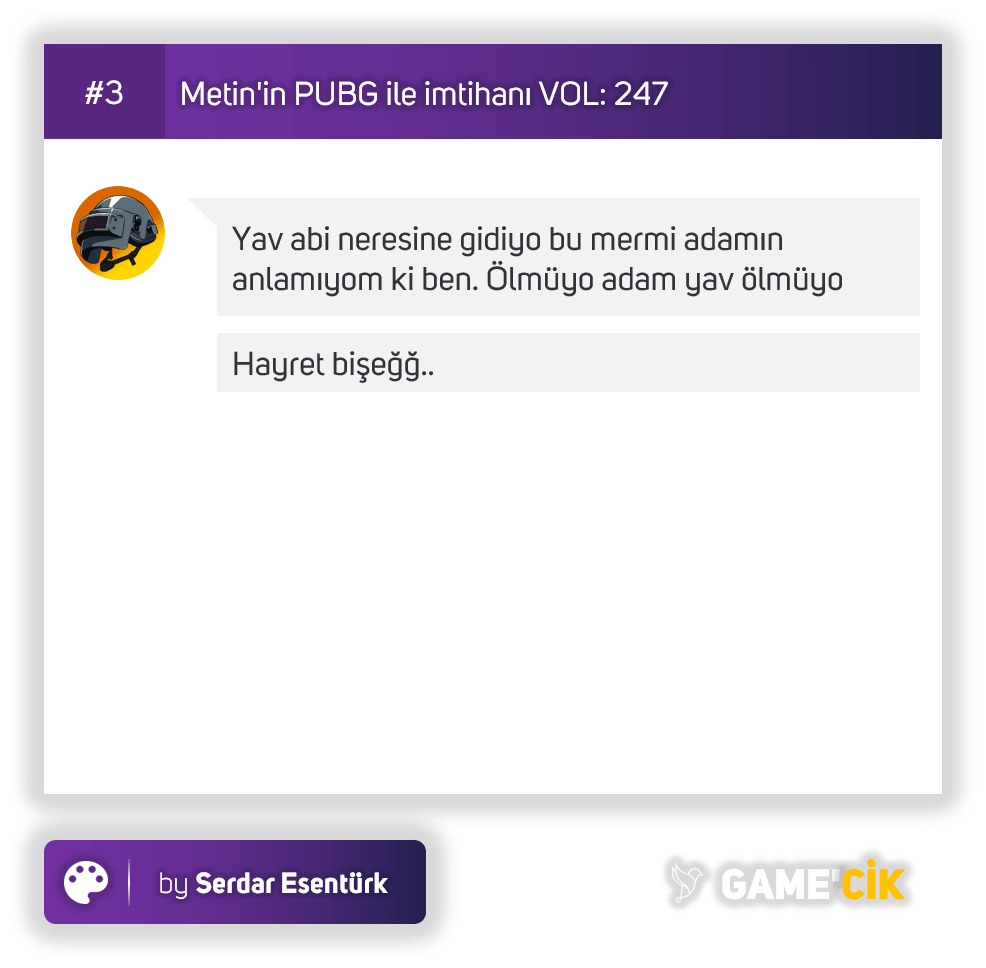 #3
Metin'in PUBG ile imtihanı VOL: 247
Yav abi neresine gidiyo bu mermi adamın
anlamıyom ki ben. Ölmüyo adam yav ölmüyo
Hayret bişeğğ..
by Serdar Esentürk
GAME'CİK